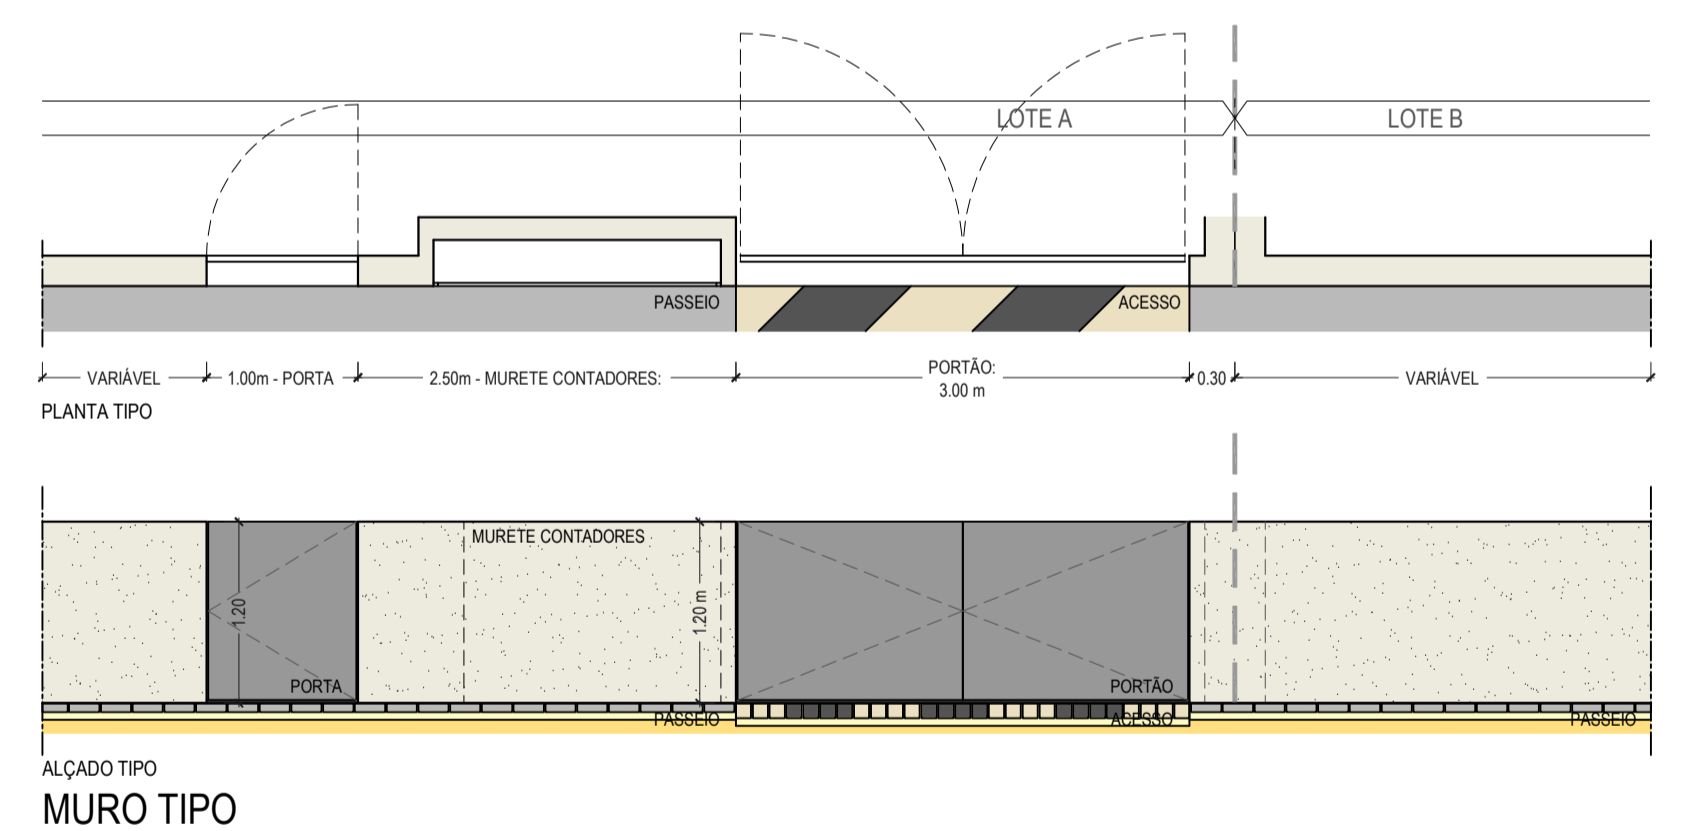 LOTE A
LOTE B
PASSEIO
ACESSO
VARIÁVEL
1.00m - PORTA
2.50m - MURETE CONTADORES:
PORTÃO:
3.00 m
0.30
VARIÁVEL
PLANTA TIPO
MURETE CONTADORES
1.20
1.20 m
PORTA
PORTÃO
PASSEIO
ACESSO
PASSEIO
ALÇADO TIPO
MURO TIPO